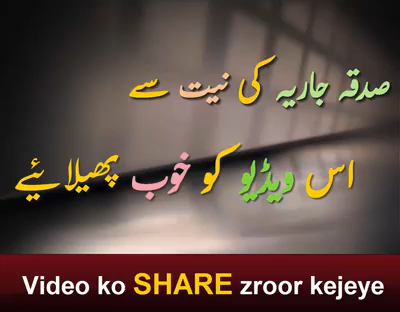 صدقہ جاریہ کی نیت سے
اس ویڈیو کو خوب پھیلائیے
Video ko SHARE zroor kejeye